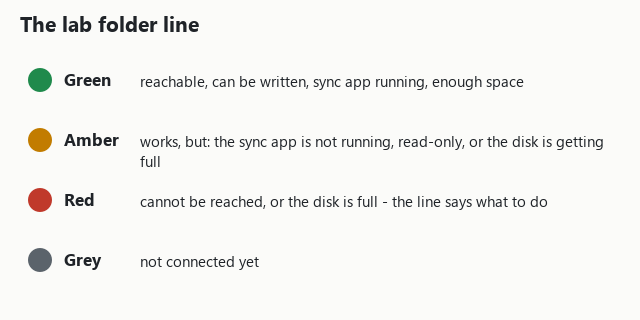 The lab folder line
Green reachable, can be written, sync app running, enough space
Amber works, but: the sync app is not running, read-only, or the disk is getting
full
Red cannot be reached, or the disk is full - the line says what to do
Grey not connected yet